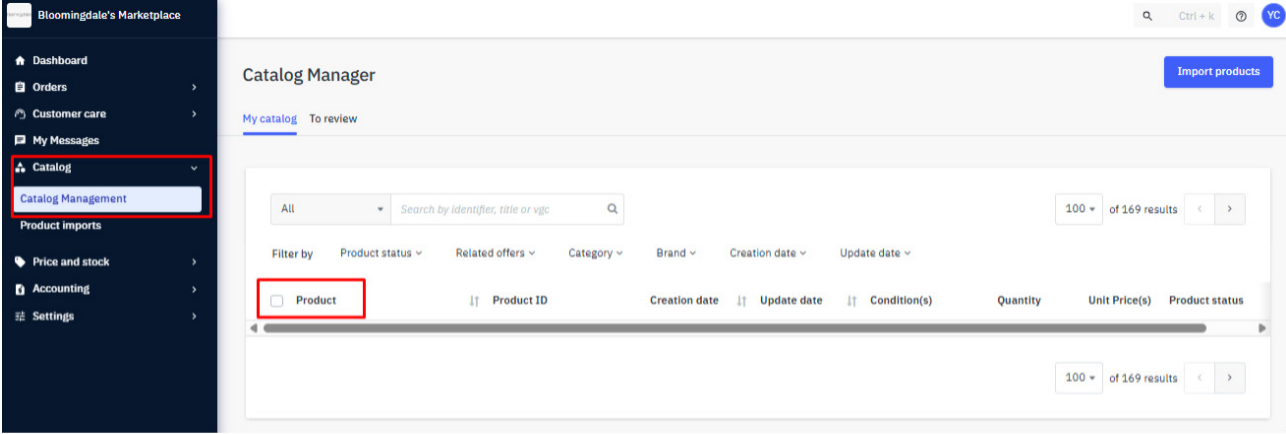 Bloomingdale's Marketplace
Ctrl + k
YC
Dashboard
Orders
Customer care
My Messages
Catalog
Catalog Management
Product imports
Price and stock
Accounting
Settings
Catalog Manager
Import products
My catalog To review
All Search by identifier, title or vgc
100 of 169 results
Filter by Product status Related offers Category Brand Creation date Update date
Product Product ID Creation date Update date Condition(s) Quantity Unit Price(s) Product status
100 of 169 results